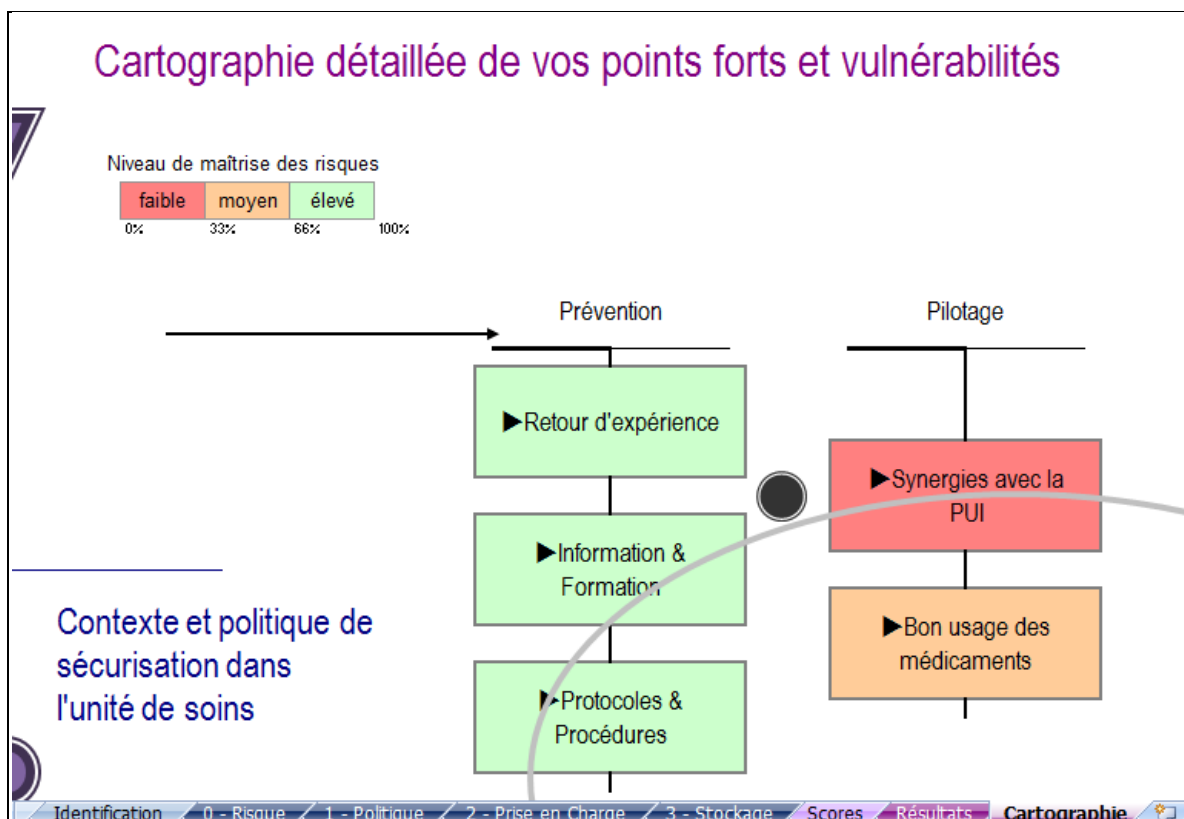 Cartographie détaillée de vos points forts et vulnérabilités
Niveau de maîtrise des risques
faible moyen élevé
0% 33% 66% 100%
Prévention
Pilotage
▶Retour d'expérience
▶Synergies avec la
PUI
▶Information &
Formation
▶Bon usage des
médicaments
Contexte et politique de
sécurisation dans
l'unité de soins
▶Protocoles &
Procédures
Identification 0 - Risque 1 - Politique 2 - Prise en Charge 3 - Stockage Scores Résultats Cartographie